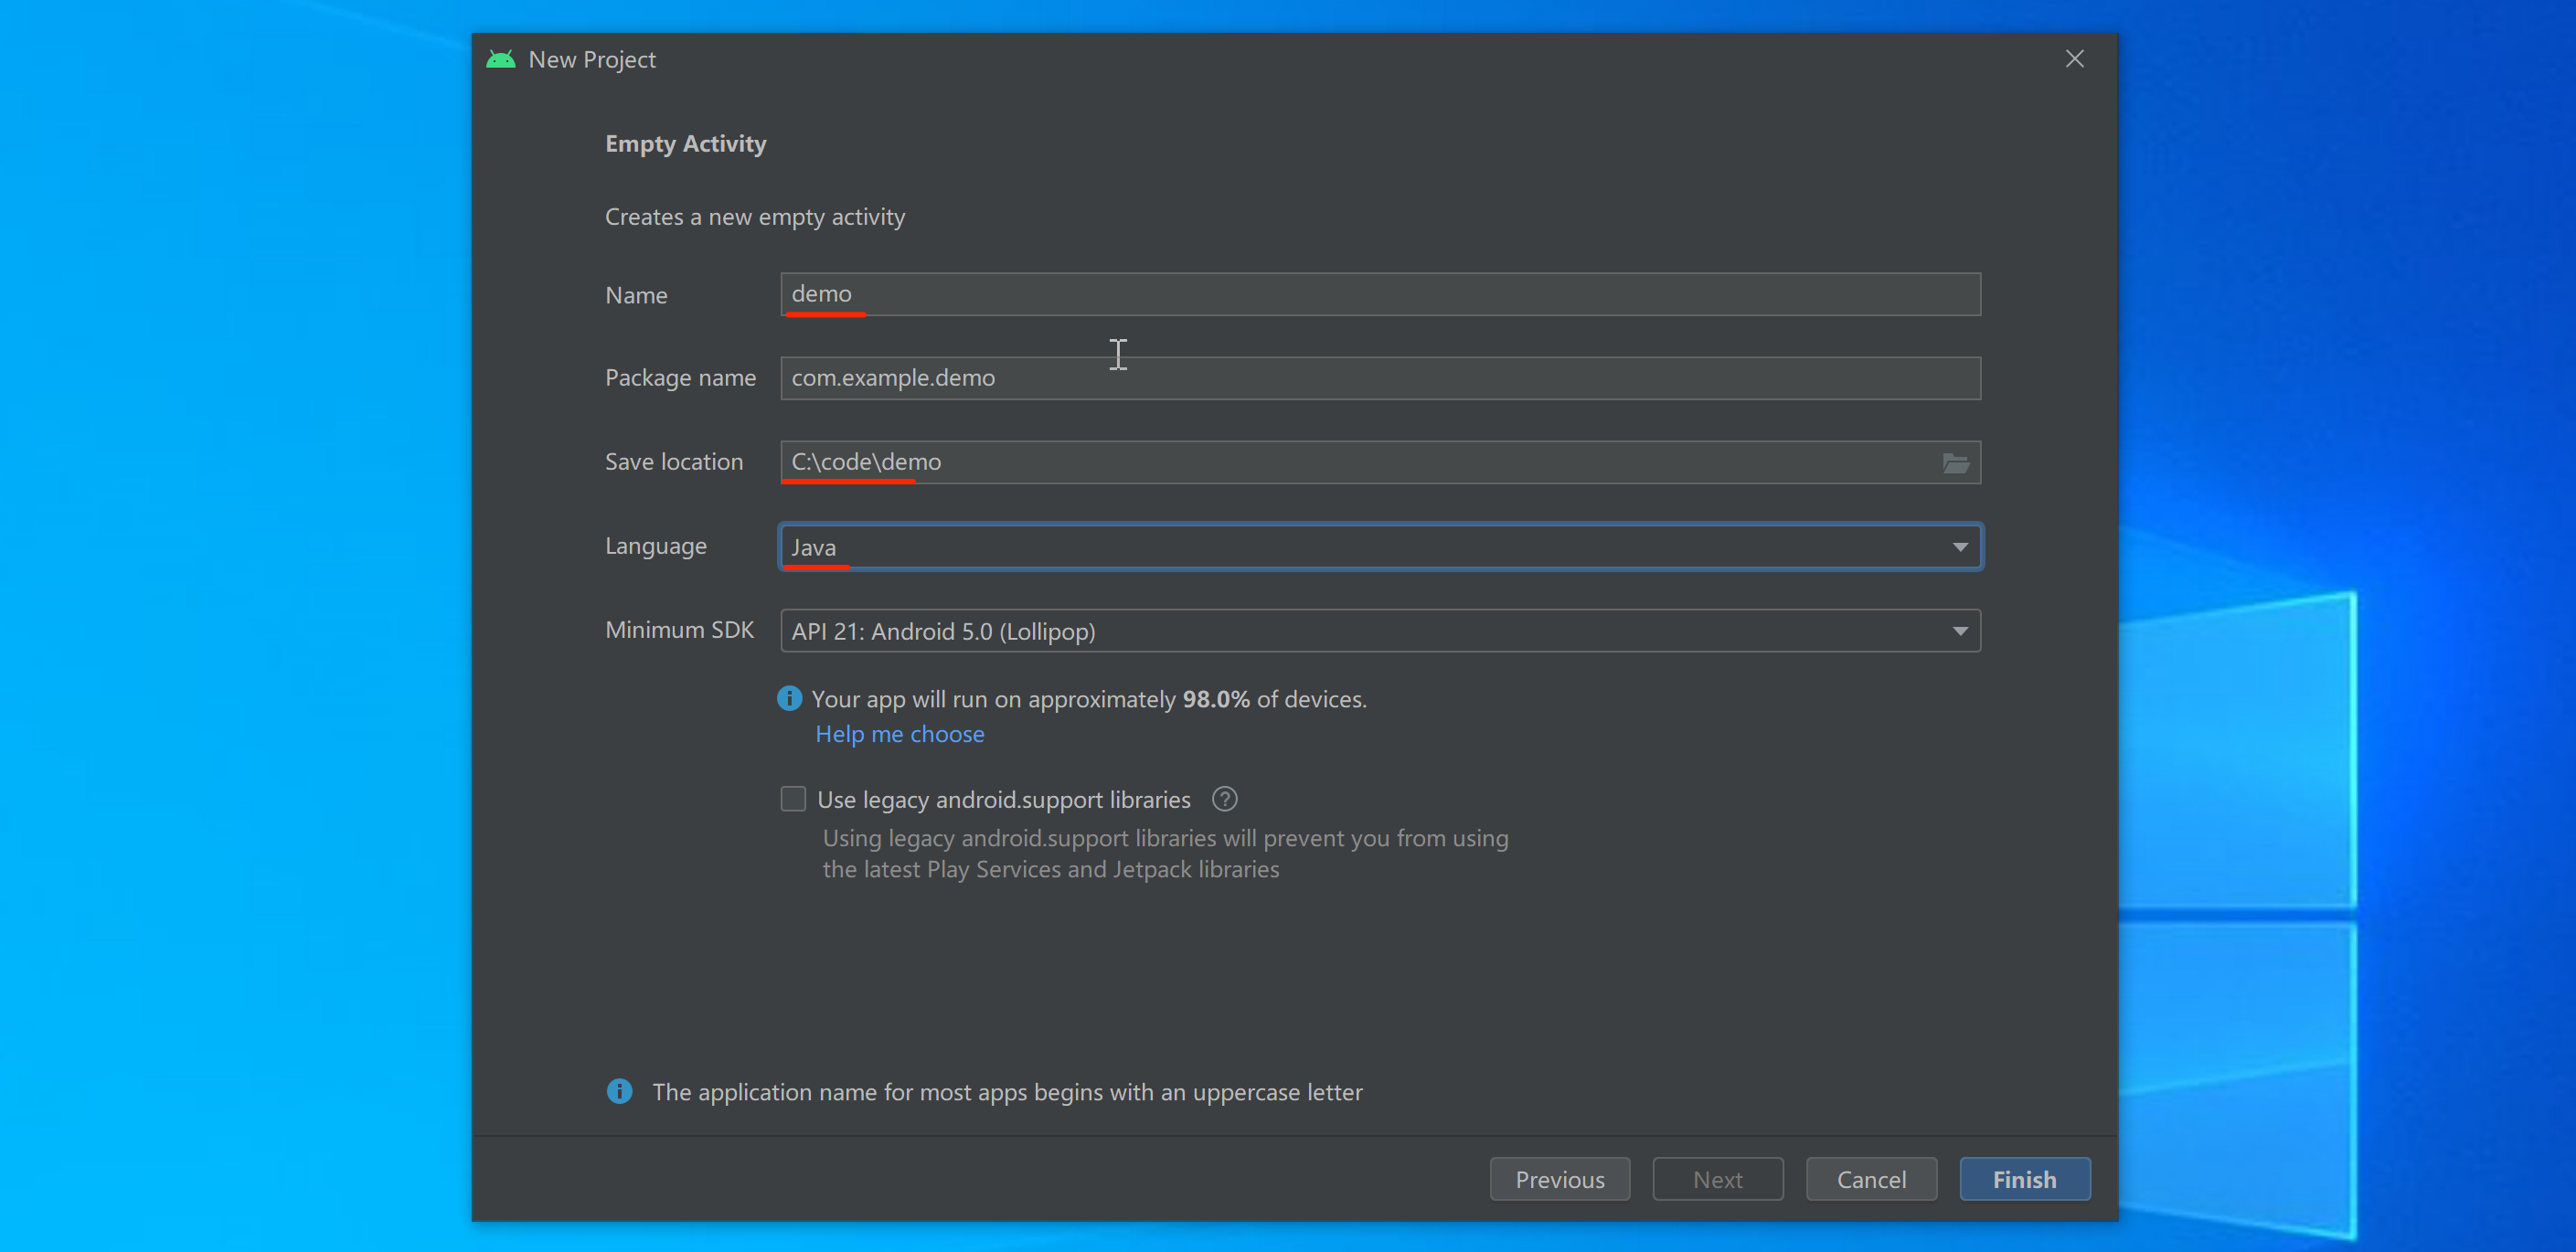 New Project
Empty Activity
Creates a new empty activity
Name
demo
Package name
com.example.demo
Save location
C:\code\demo
Language
Java
Minimum SDK
API 21: Android 5.0 (Lollipop)
Your app will run on approximately 98.0% of devices.
Help me choose
Use legacy android.support libraries
Using legacy android.support libraries will prevent you from using
the latest Play Services and Jetpack libraries
The application name for most apps begins with an uppercase letter
Previous
Next
Cancel
Finish